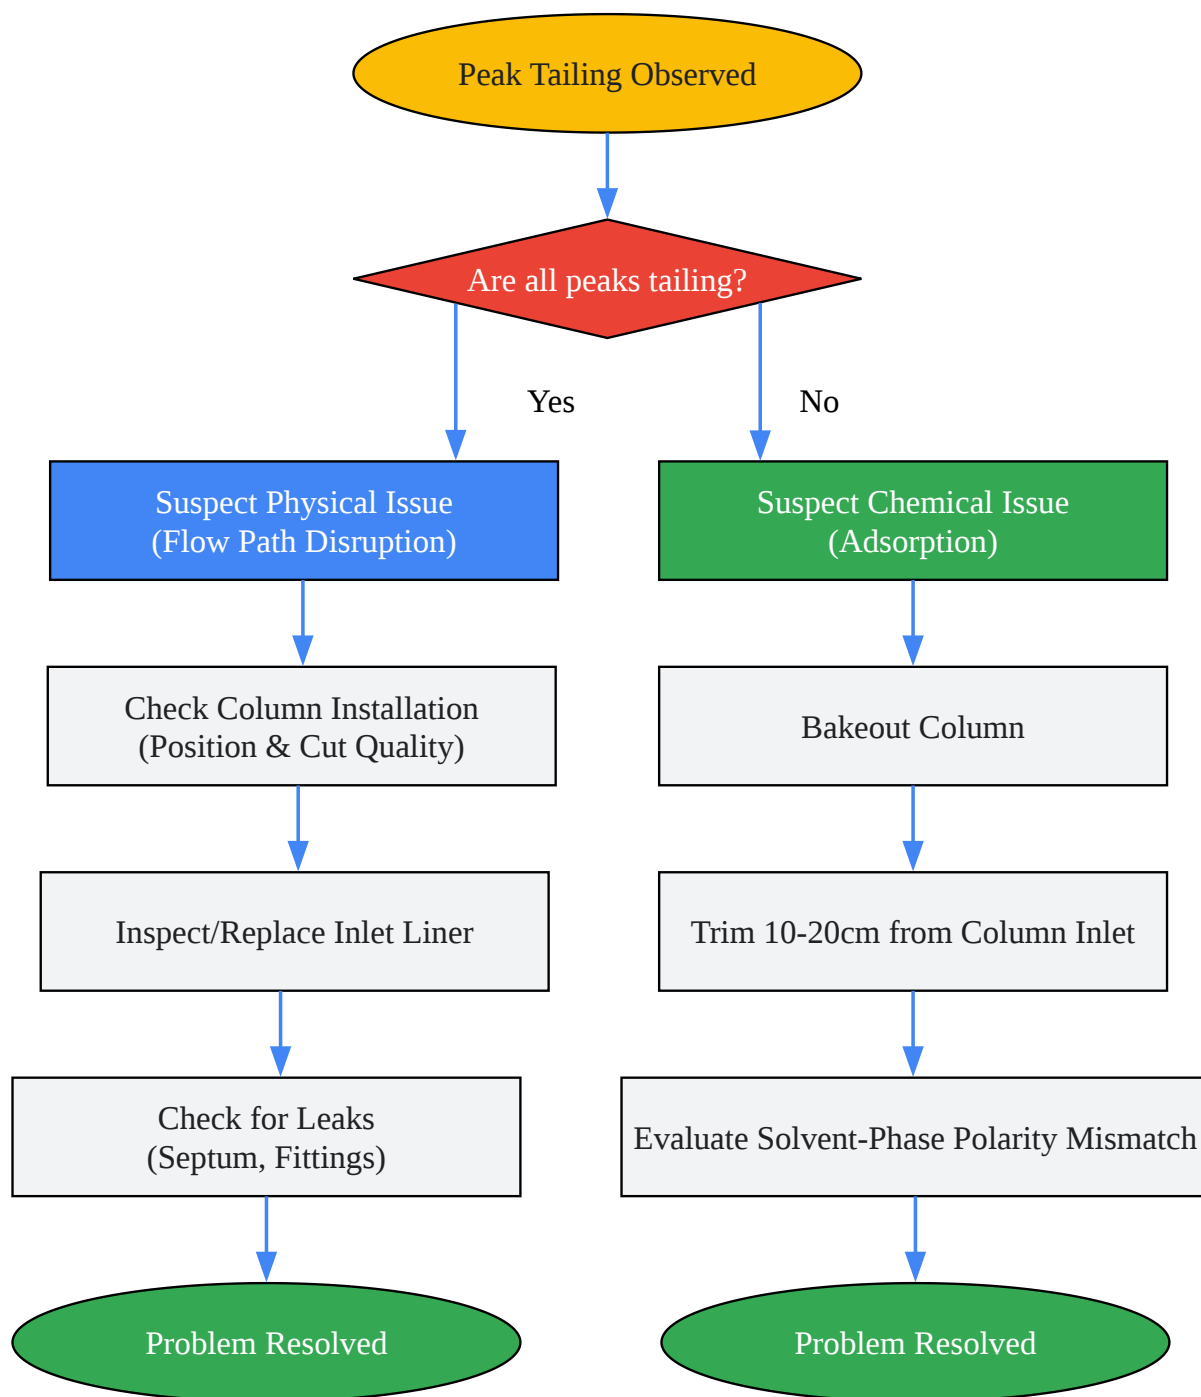 Peak Tailing Observed
Are all peaks tailing?
Yes
No
Suspect Physical Issue
(Flow Path Disruption)
Suspect Chemical Issue
(Adsorption)
Check Column Installation
(Position & Cut Quality)
Bakeout Column
Inspect/Replace Inlet Liner
Trim 10-20cm from Column Inlet
Check for Leaks
(Septum, Fittings)
Evaluate Solvent-Phase Polarity Mismatch
Problem Resolved
Problem Resolved